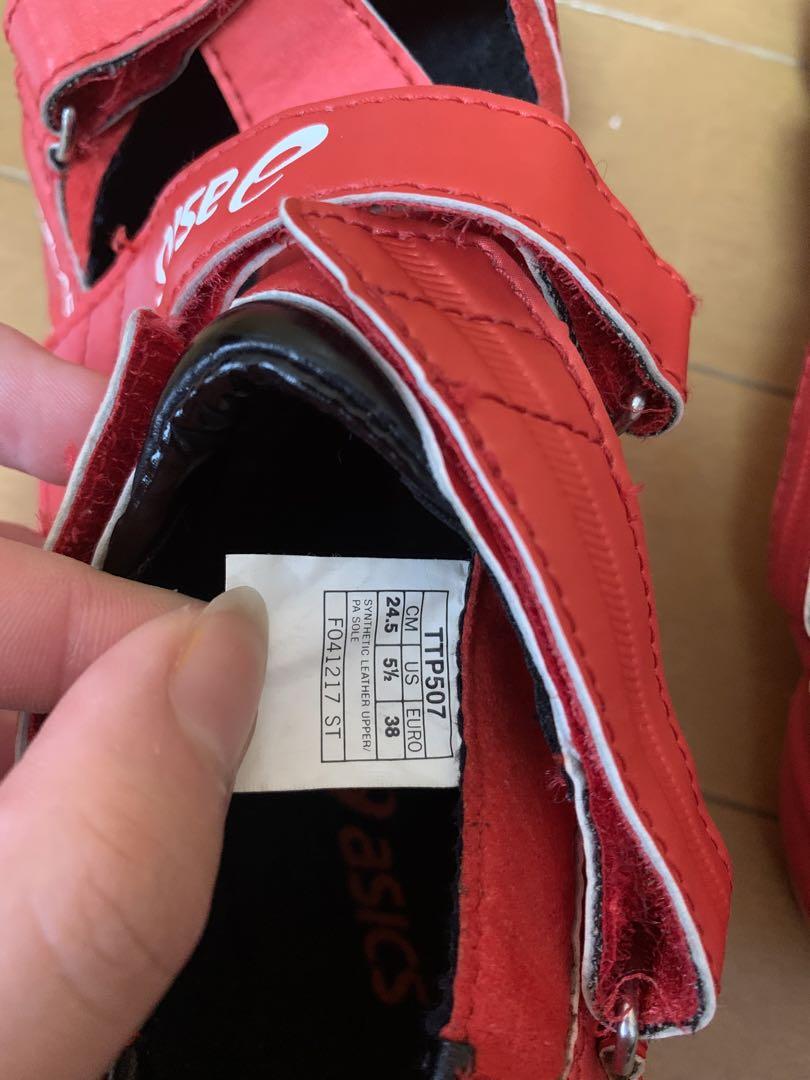 asics
TTP507
CM US EURO
24.5 5½ 38
SYNTHETIC LEATHER UPPER/
PA SOLE
F041217 ST
asics